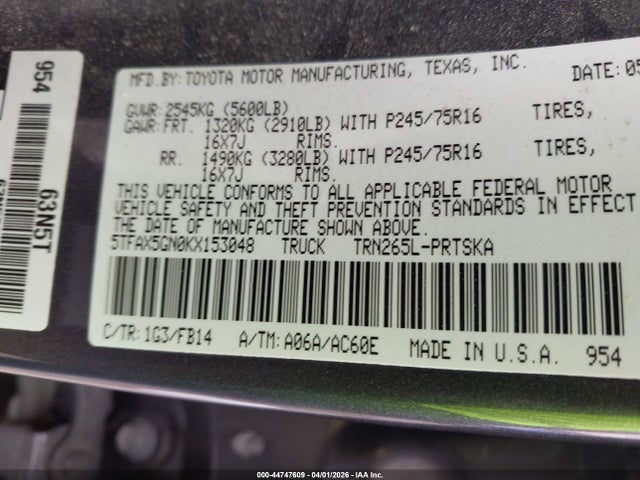 MFD.BY:TOYOTA MOTOR MANUFACTURING, TEXAS, INC. DATE:05
GVWR:2545KG (5600LB)
GAWR:FRT. 1320KG (2910LB) WITH P245/75R16 TIRES,
16X7J RIMS.
RR. 1490KG (3280LB) WITH P245/75R16 TIRES,
16X7J RIMS.
THIS VEHICLE CONFORMS TO ALL APPLICABLE FEDERAL MOTOR
VEHICLE SAFETY AND THEFT PREVENTION STANDARDS IN EFFECT
THE DATE OF MANUFACTURE SHOWN ABOVE.
5TFAX5GN0KX153048 TRUCK TRN265L-PRTSKA
C/TR:1G3/FB14 A/TM:A06A/AC60E MADE IN U.S.A. 954
954
63N5T
000-44747609 | 04/01/2026 | IAA Inc.